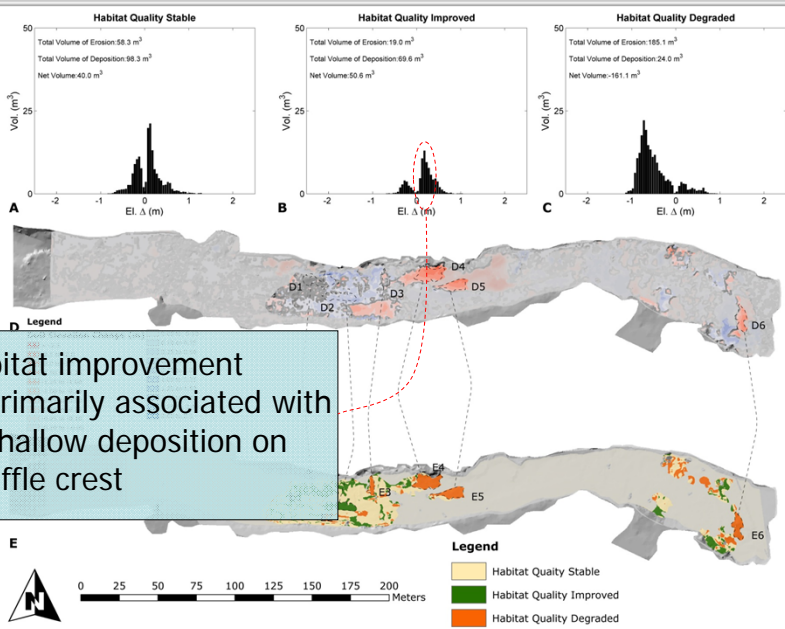 Habitat Quality Stable
Habitat Quality Improved
Habitat Quality Degraded
50
Total Volume of Erosion:58.3 m³
Total Volume of Deposition:98.3 m³
Net Volume:40.0 m³
Vol. (m³)
25
0
-2 -1 0 1 2
El. Δ (m)
A
50
Total Volume of Erosion:19.0 m³
Total Volume of Deposition:69.6 m³
Net Volume:50.6 m³
Vol. (m³)
25
0
-2 -1 0 1 2
El. Δ (m)
B
50
Total Volume of Erosion:185.1 m³
Total Volume of Deposition:24.0 m³
Net Volume:-161.1 m³
Vol. (m³)
25
0
-2 -1 0 1 2
El. Δ (m)
C
D1
D2
D3
D4
D5
D6
D
Legend
bitat improvement
rimarily associated with
hallow deposition on
ffle crest
E3
E4
E5
E6
E
N
0 25 50 75 100 125 150 175 200
Meters
Legend
Habitat Quaity Stable
Habitat Quality Improved
Habitat Quality Degraded